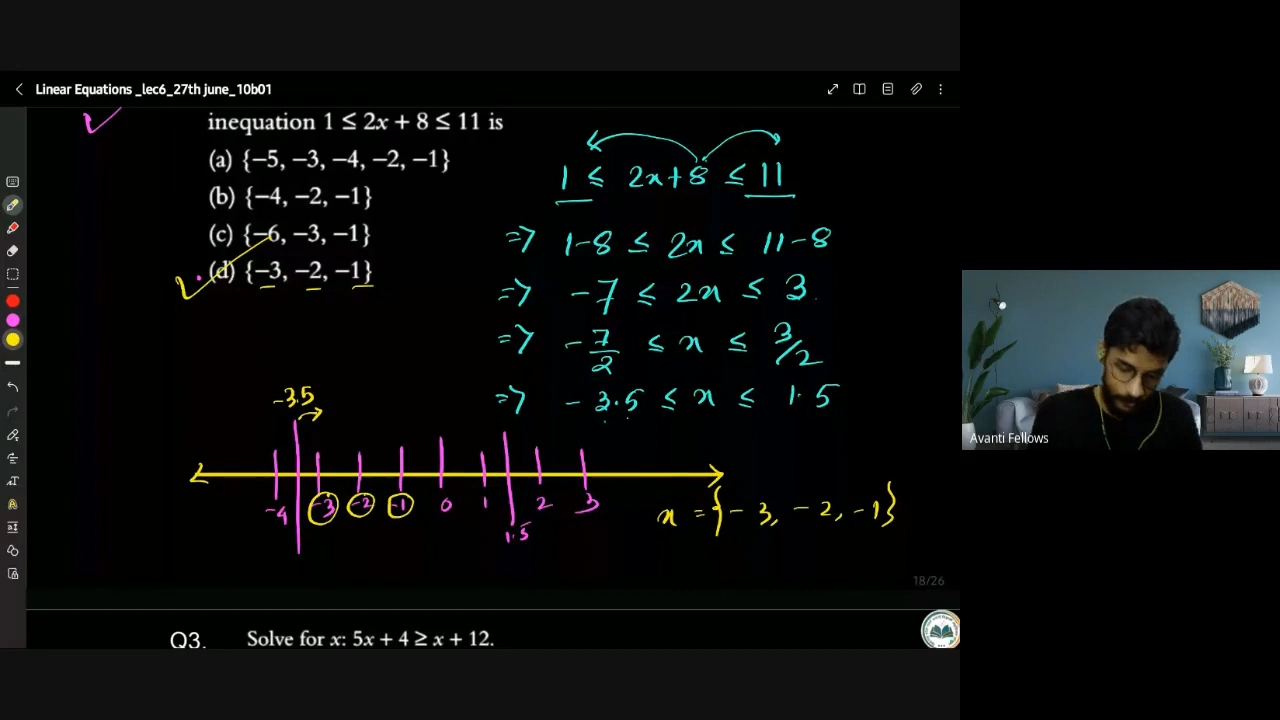 Linear Equations _lec6_27th june_10b01
inequation 1 ≤ 2x + 8 ≤ 11 is
(a) {−5, −3, −4, −2, −1}
(b) {−4, −2, −1}
(c) {−6, −3, −1}
(d) {−3, −2, −1}
1 ≤ 2x+8 ≤ 11
=> 1-8 ≤ 2x ≤ 11-8
=> -7 ≤ 2x ≤ 3
=> -7/2 ≤ x ≤ 3/2
=> -3.5 ≤ x ≤ 1.5
-3.5
-4 -3 -2 -1 0 1 2 3
1.5
x = {-3, -2, -1}
18/26
Q3. Solve for x: 5x + 4 ≥ x + 12.
Avanti Fellows